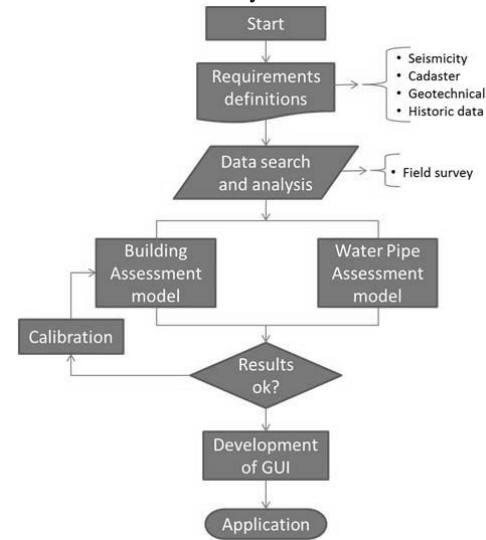 Start
Requirements
definitions
• Seismicity
• Cadaster
• Geotechnical
• Historic data
Data search
and analysis
• Field survey
Building
Assessment
model
Water Pipe
Assessment
model
Calibration
Results
ok?
Development
of GUI
Application